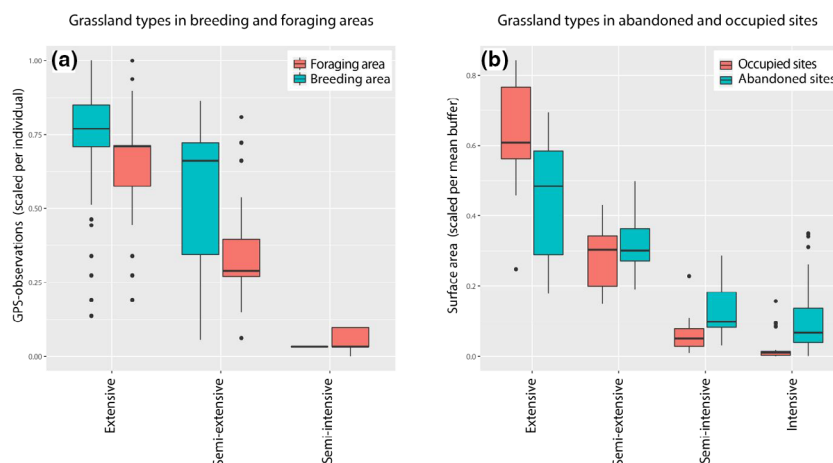 Grassland types in breeding and foraging areas
(a)
Foraging area
Breeding area
GPS-observations (scaled per individual)
1.00
0.75
0.50
0.25
0.00
Extensive
Semi-extensive
Semi-intensive
Grassland types in abandoned and occupied sites
(b)
Occupied sites
Abandoned sites
Surface area (scaled per mean buffer)
0.8
0.6
0.4
0.2
0.0
Extensive
Semi-extensive
Semi-intensive
Intensive